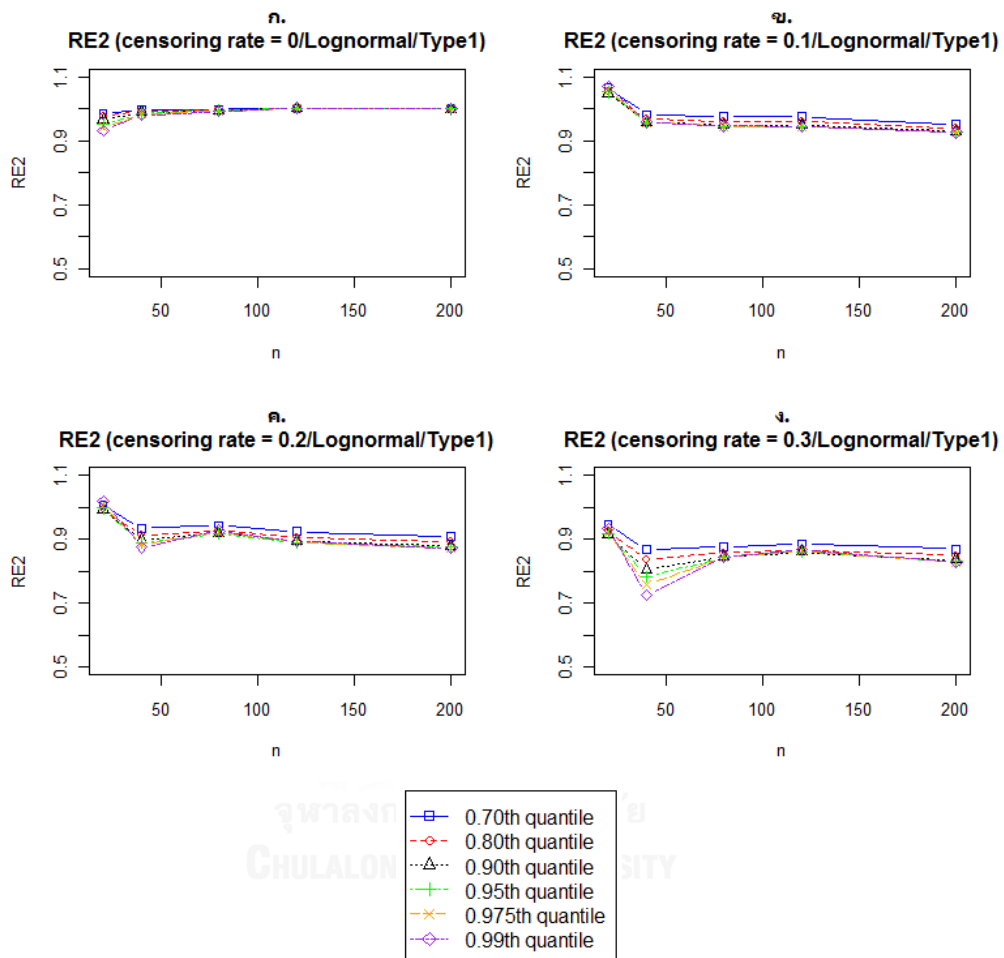 ก.
RE2 (censoring rate = 0/Lognormal/Type1)
1.1
0.9
0.7
0.5
RE2
50
100
150
200
n
ข.
RE2 (censoring rate = 0.1/Lognormal/Type1)
1.1
0.9
0.7
0.5
RE2
50
100
150
200
n
ค.
RE2 (censoring rate = 0.2/Lognormal/Type1)
1.1
0.9
0.7
0.5
RE2
50
100
150
200
n
ง.
RE2 (censoring rate = 0.3/Lognormal/Type1)
1.1
0.9
0.7
0.5
RE2
50
100
150
200
n
0.70th quantile
0.80th quantile
0.90th quantile
0.95th quantile
0.975th quantile
0.99th quantile